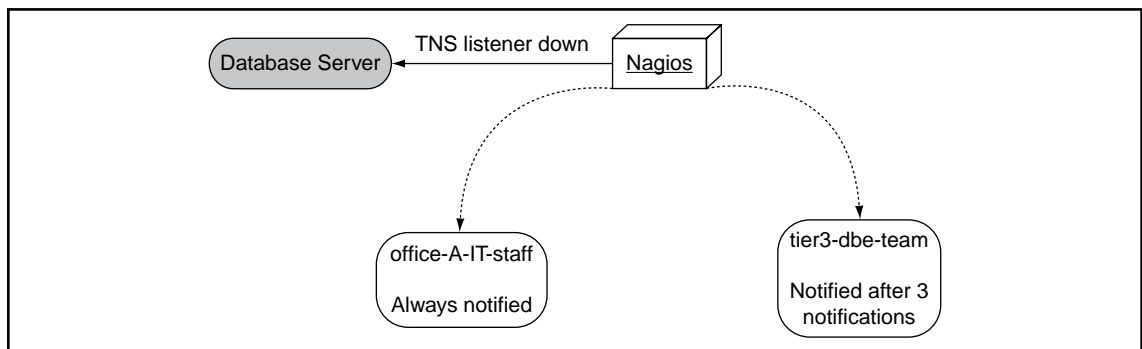 TNS listener down
Database Server
Nagios
office-A-IT-staff
Always notified
tier3-dbe-team
Notified after 3
notifications